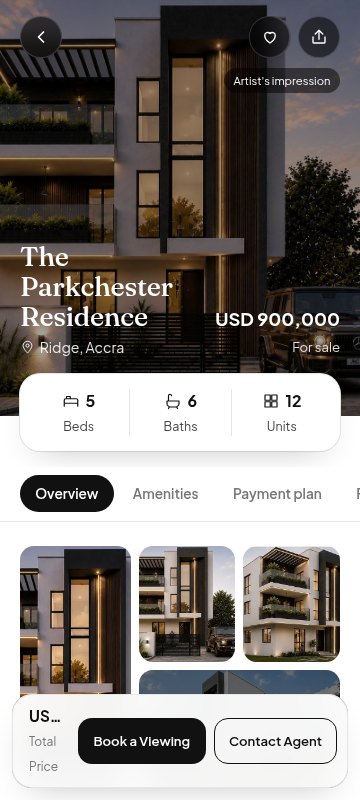 Artist's impression
The
Parkchester
Residence
USD 900,000
Ridge, Accra
For sale
5
6
12
Beds
Baths
Units
Overview
Amenities
Payment plan
US...
Total
Price
Book a Viewing
Contact Agent